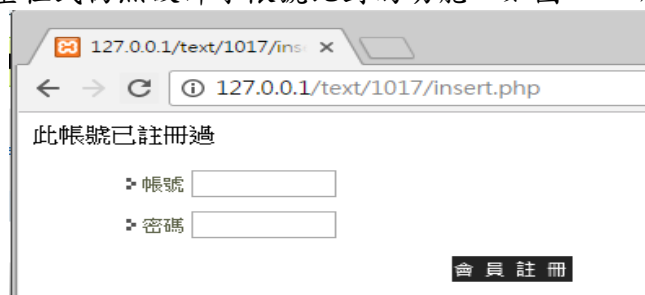 127.0.0.1/text/1017/ins
127.0.0.1/text/1017/insert.php
此帳號已註冊過
帳號
密碼
會員註冊